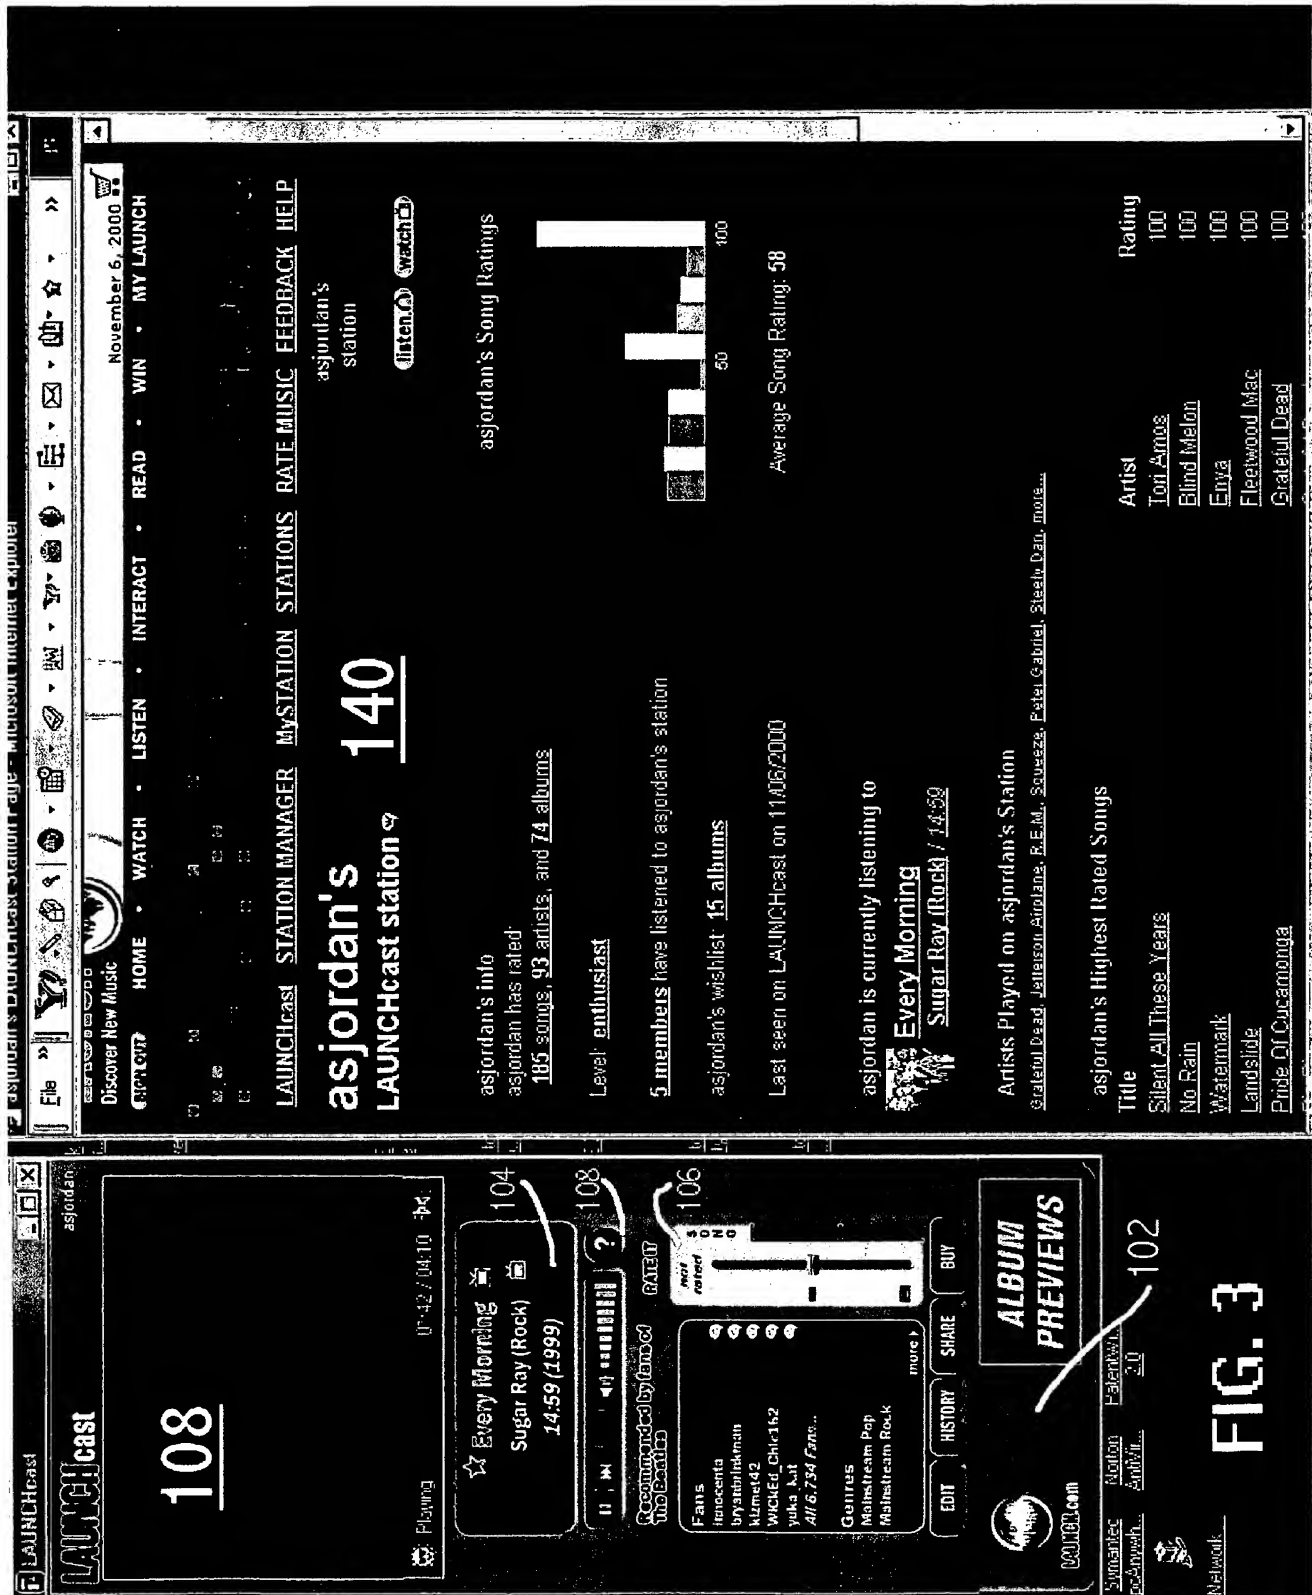 LAUNCHcast
LAUNCHcast
asjordan
108
Playing
01:42 / 04:10
104
Every Morning
Sugar Ray (Rock)
14:59 (1999)
108
?
Recommended by fans of
The Beatles
RATE IT
106
not
rated
SONG
Fans
innocenta
bryanbrinkman
kizmet42
WiCkEd_Chic162
yuka_kat
All 6,734 Fans...
Genres
Mainstream Pop
Mainstream Rock
more
EDIT
HISTORY
SHARE
BUY
LAUNCH.com
ALBUM
PREVIEWS
102
Symantec
pcAnywh...
Norton
AntiVir...
2.0
Network
FIG. 3
asjordan's LAUNCHcast Station Page - Microsoft Internet Explorer
File
»
»
Discover New Music
November 6, 2000
SIGN OUT
HOME • WATCH • LISTEN • INTERACT • READ • WIN • MY LAUNCH
LAUNCHcast STATION MANAGER MySTATION STATIONS RATE MUSIC FEEDBACK HELP
asjordan's
LAUNCHcast station
140
asjordan's
station
listen
watch
asjordan's info
asjordan has rated
185 songs, 93 artists, and 74 albums
Level: enthusiast
5 members have listened to asjordan's station
asjordan's wishlist: 15 albums
Last seen on LAUNCHcast on 11/06/2000
asjordan's Song Ratings
50
100
Average Song Rating: 58
asjordan is currently listening to
Every Morning
Sugar Ray (Rock) / 14:59
Artists Played on asjordan's Station
Grateful Dead, Jefferson Airplane, R.E.M., Squeeze, Peter Gabriel, Steely Dan, more...
asjordan's Highest Rated Songs
Title Artist Rating
Silent All These Years Tori Amos 100
No Rain Blind Melon 100
Watermark Enya 100
Landslide Fleetwood Mac 100
Pride Of Cucamonga Grateful Dead 100